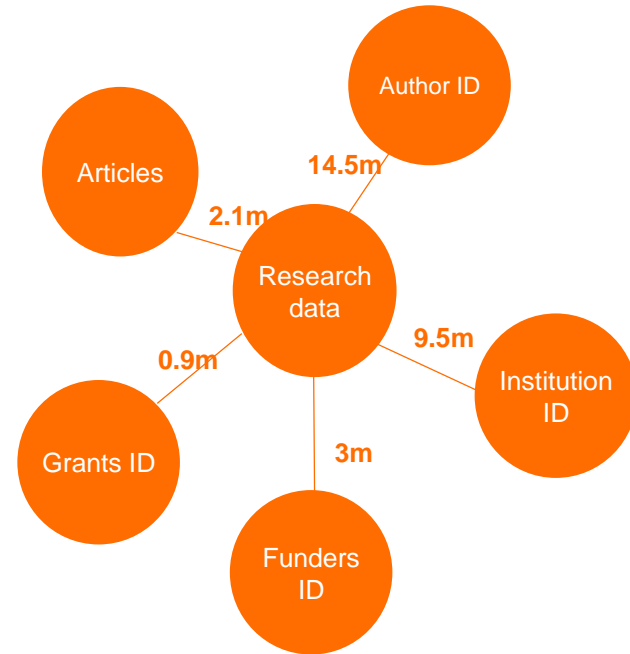 Author ID
Articles
14.5m
2.1m
Research
data
9.5m
0.9m
Institution
ID
Grants ID
3m
Funders
ID